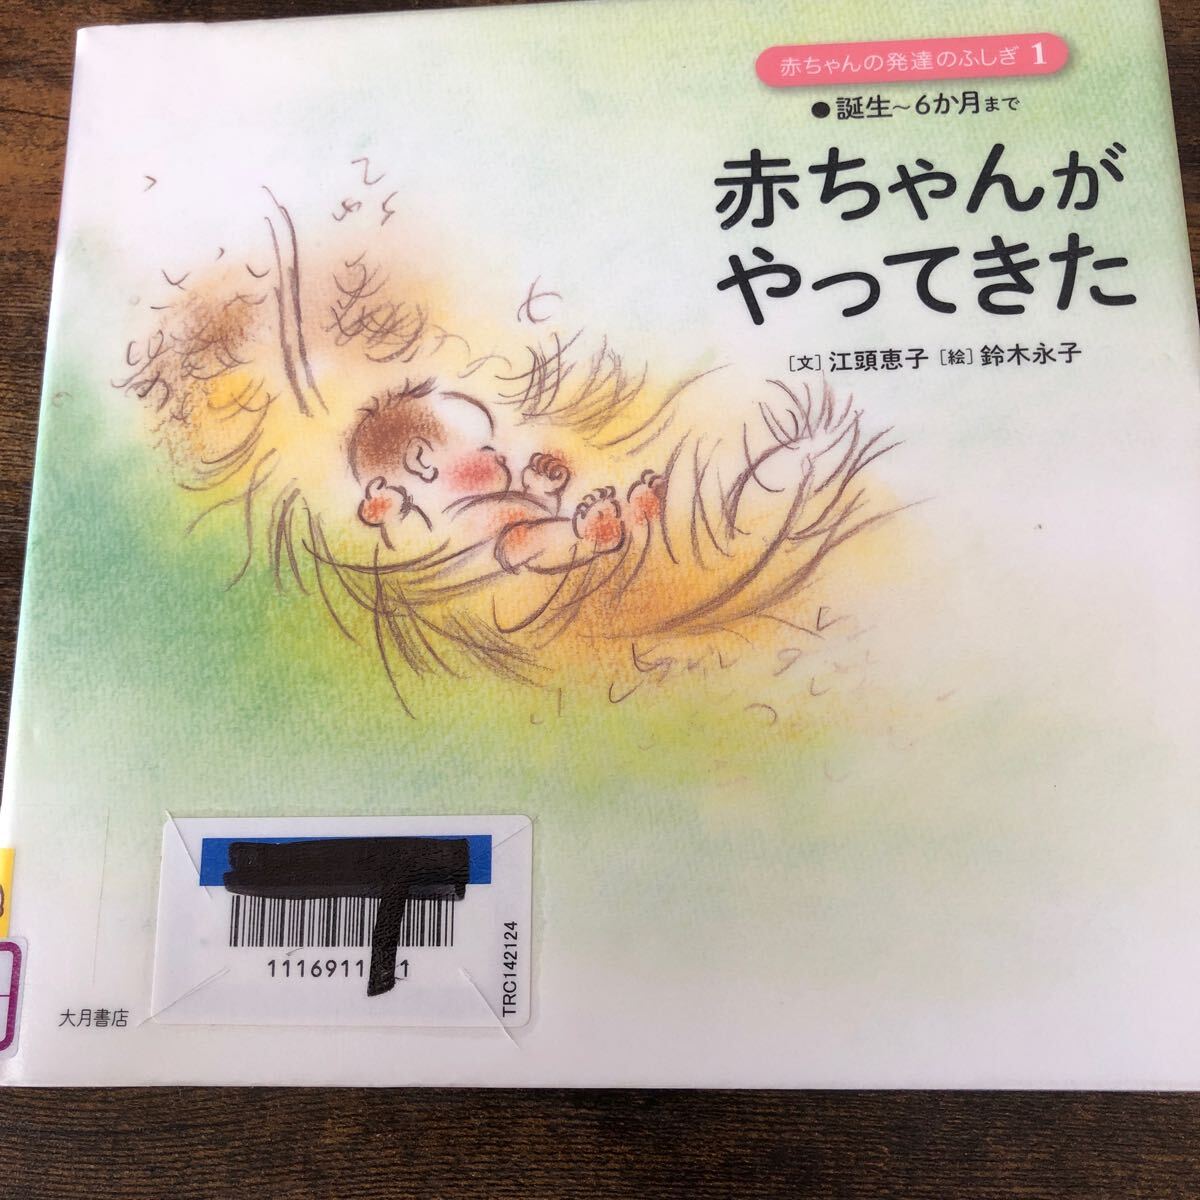 赤ちゃんの発達のふしぎ 1
●誕生～6か月まで
赤ちゃんが
やってきた
[文]江頭恵子 [絵]鈴木永子
TRC142124
大月書店